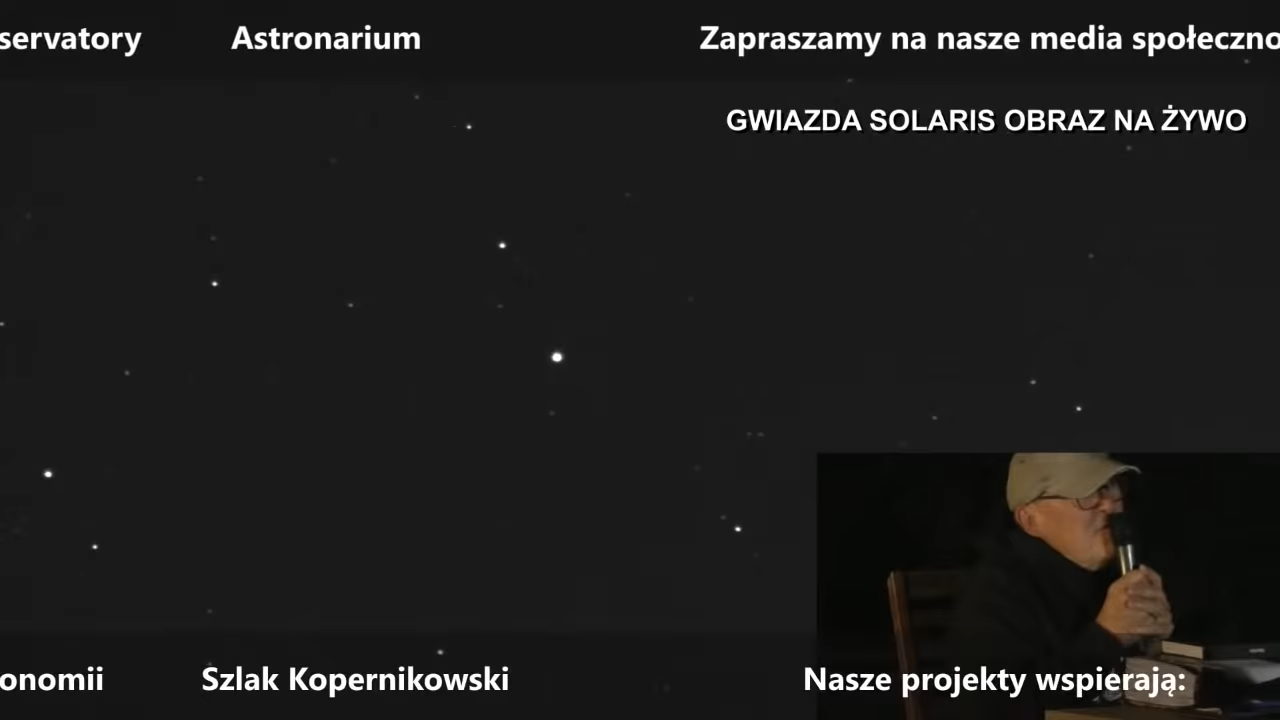 servatory Astronarium Zapraszamy na nasze media społeczno
GWIAZDA SOLARIS OBRAZ NA ŻYWO
onomii Szlak Kopernikowski Nasze projekty wspierają: